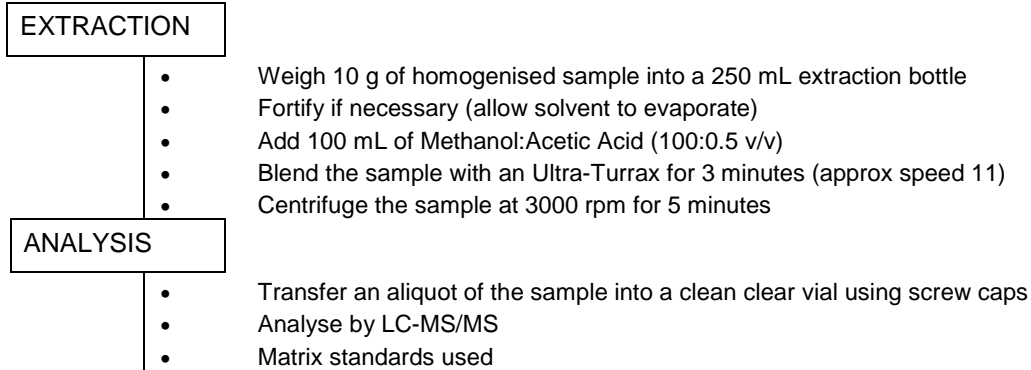 EXTRACTION
• Weigh 10 g of homogenised sample into a 250 mL extraction bottle
• Fortify if necessary (allow solvent to evaporate)
• Add 100 mL of Methanol:Acetic Acid (100:0.5 v/v)
• Blend the sample with an Ultra-Turrax for 3 minutes (approx speed 11)
• Centrifuge the sample at 3000 rpm for 5 minutes
ANALYSIS
• Transfer an aliquot of the sample into a clean clear vial using screw caps
• Analyse by LC-MS/MS
• Matrix standards used